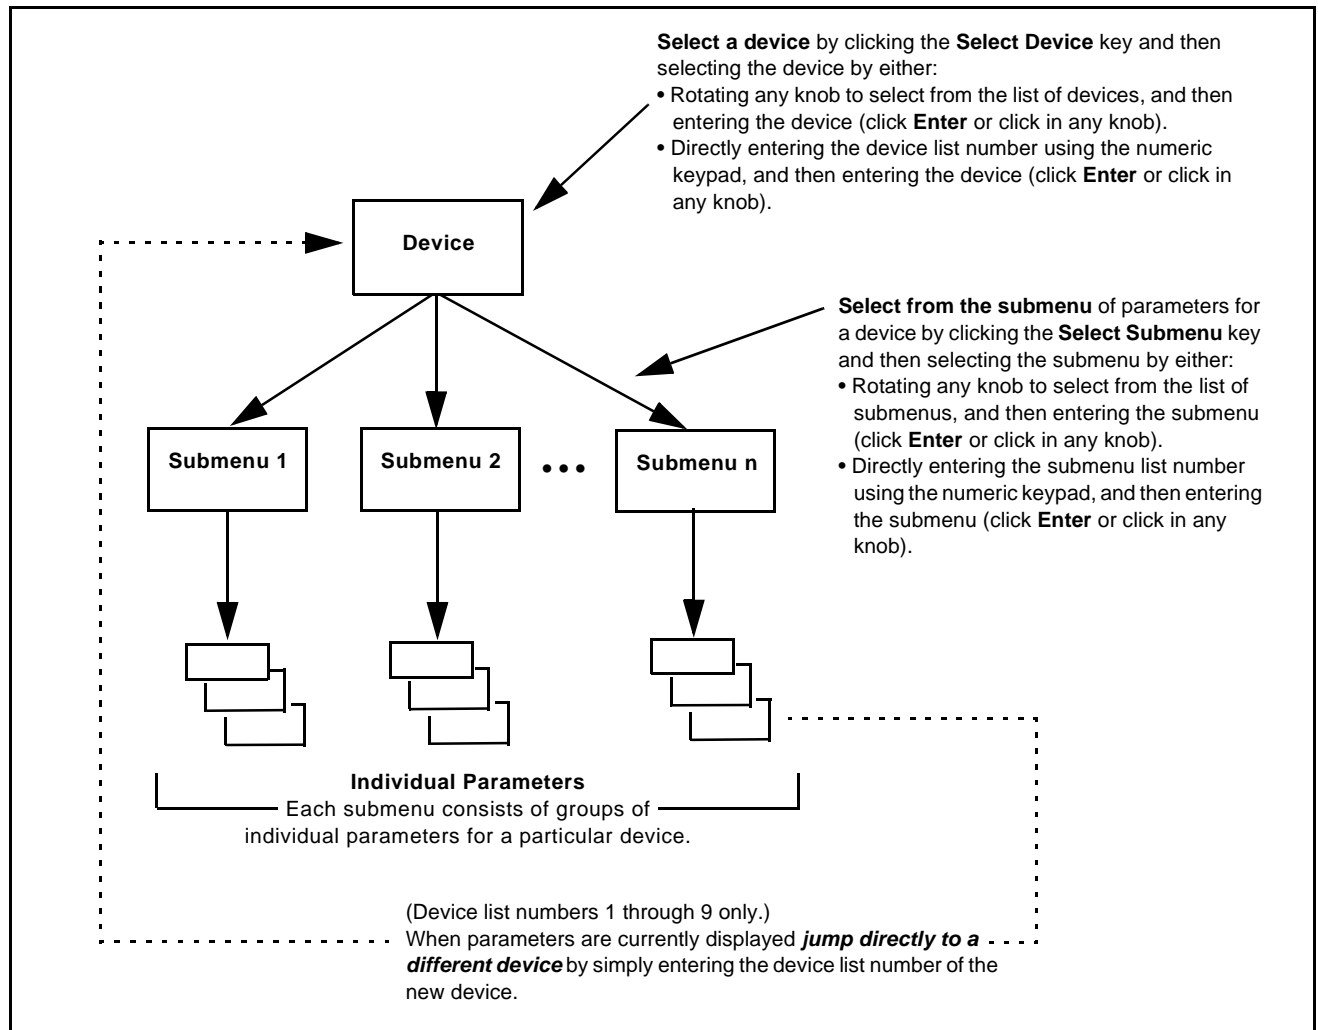 Select a device by clicking the Select Device key and then
selecting the device by either:
• Rotating any knob to select from the list of devices, and then
entering the device (click Enter or click in any knob).
• Directly entering the device list number using the numeric
keypad, and then entering the device (click Enter or click in
any knob).
Device
Select from the submenu of parameters for
a device by clicking the Select Submenu key
and then selecting the submenu by either:
• Rotating any knob to select from the list of
submenus, and then entering the submenu
(click Enter or click in any knob).
• Directly entering the submenu list number
using the numeric keypad, and then entering
the submenu (click Enter or click in any
knob).
Submenu 1
Submenu 2
•••
Submenu n
Individual Parameters
Each submenu consists of groups of
individual parameters for a particular device.
(Device list numbers 1 through 9 only.)
When parameters are currently displayed jump directly to a
different device by simply entering the device list number of the
new device.